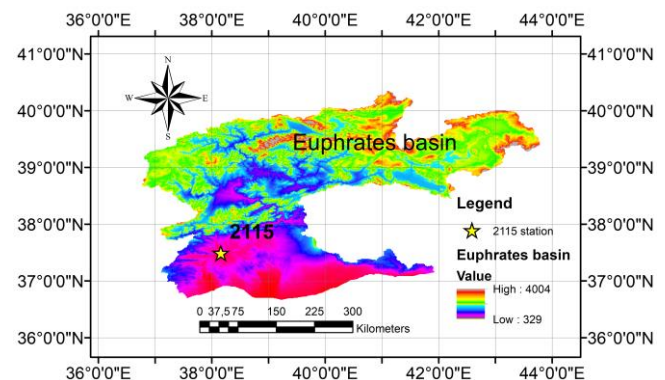 36°0'0"E 38°0'0"E 40°0'0"E 42°0'0"E 44°0'0"E
41°0'0"N 41°0'0"N
40°0'0"N 40°0'0"N
39°0'0"N 39°0'0"N
38°0'0"N 38°0'0"N
37°0'0"N 37°0'0"N
36°0'0"N 36°0'0"N
N
W E
S
Euphrates basin
2115
Legend
2115 station
Euphrates basin
Value
High : 4004
Low : 329
0 37,575 150 225 300
Kilometers
36°0'0"E 38°0'0"E 40°0'0"E 42°0'0"E 44°0'0"E